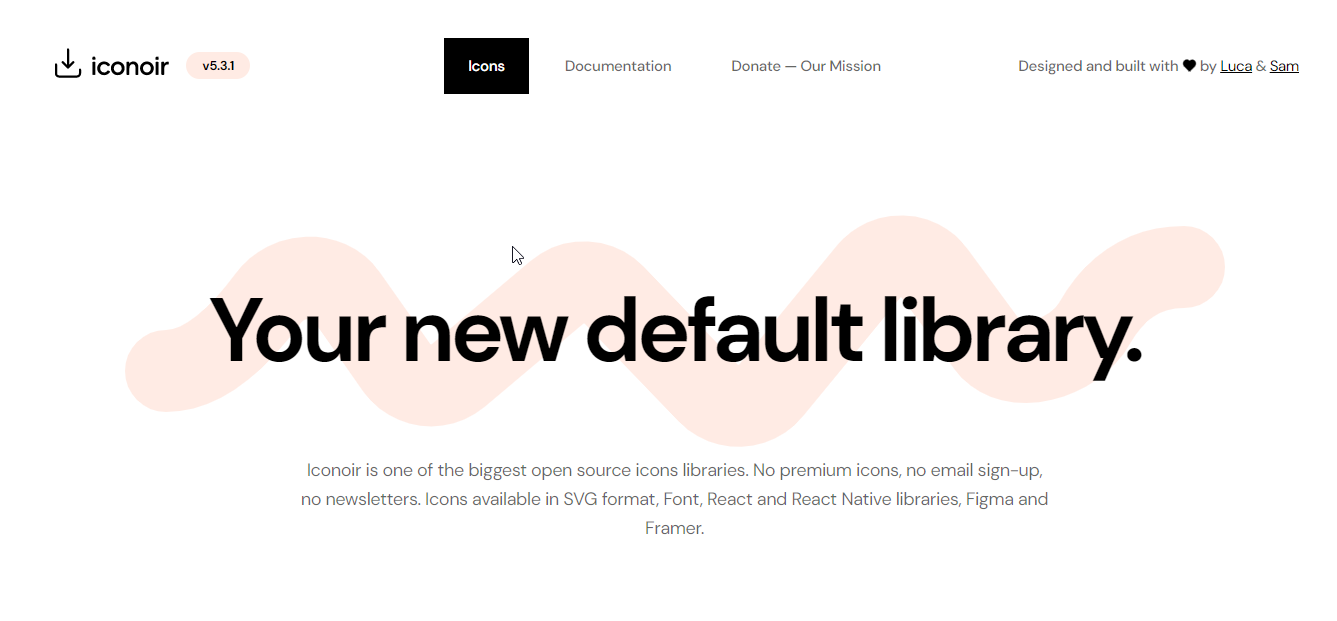 iconoir v5.3.1 Icons Documentation Donate — Our Mission Designed and built with ♥ by Luca & Sam
Your new default library.
Iconoir is one of the biggest open source icons libraries. No premium icons, no email sign-up,
no newsletters. Icons available in SVG format, Font, React and React Native libraries, Figma and
Framer.